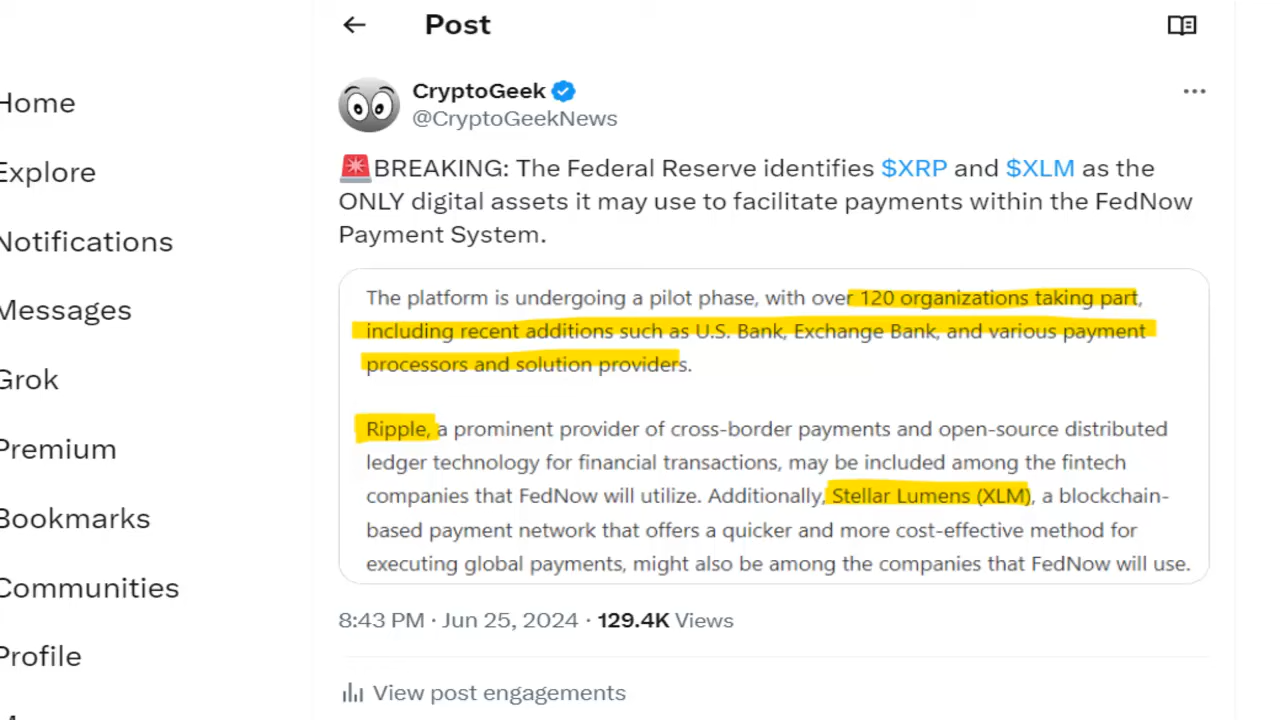 Post
CryptoGeek
@CryptoGeekNews
Home
Explore
Notifications
Messages
Grok
Premium
Bookmarks
Communities
Profile
🚨BREAKING: The Federal Reserve identifies $XRP and $XLM as the
ONLY digital assets it may use to facilitate payments within the FedNow
Payment System.
The platform is undergoing a pilot phase, with over 120 organizations taking part,
including recent additions such as U.S. Bank, Exchange Bank, and various payment
processors and solution providers.
Ripple, a prominent provider of cross-border payments and open-source distributed
ledger technology for financial transactions, may be included among the fintech
companies that FedNow will utilize. Additionally, Stellar Lumens (XLM), a blockchain-
based payment network that offers a quicker and more cost-effective method for
executing global payments, might also be among the companies that FedNow will use.
8:43 PM · Jun 25, 2024 · 129.4K Views
View post engagements